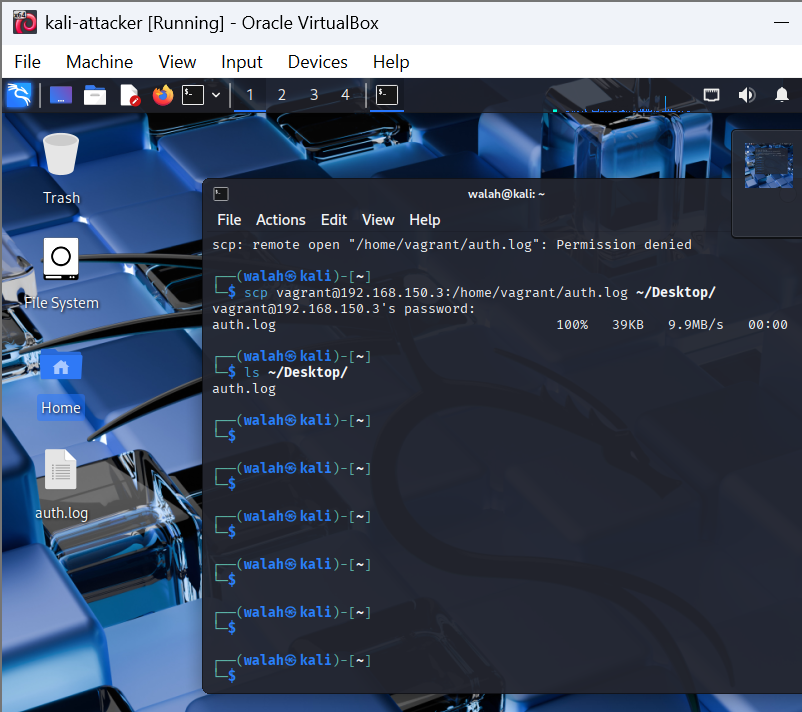 kali-attacker [Running] - Oracle VirtualBox
File Machine View Input Devices Help
1 2 3 4
Trash
File System
Home
auth.log
walah@kali: ~
File Actions Edit View Help
scp: remote open "/home/vagrant/auth.log": Permission denied
┌──(walah㉿kali)-[~]
└─$ scp vagrant@192.168.150.3:/home/vagrant/auth.log ~/Desktop/
vagrant@192.168.150.3's password:
auth.log 100% 39KB 9.9MB/s 00:00
┌──(walah㉿kali)-[~]
└─$ ls ~/Desktop/
auth.log
┌──(walah㉿kali)-[~]
└─$
┌──(walah㉿kali)-[~]
└─$
┌──(walah㉿kali)-[~]
└─$
┌──(walah㉿kali)-[~]
└─$
┌──(walah㉿kali)-[~]
└─$
┌──(walah㉿kali)-[~]
└─$